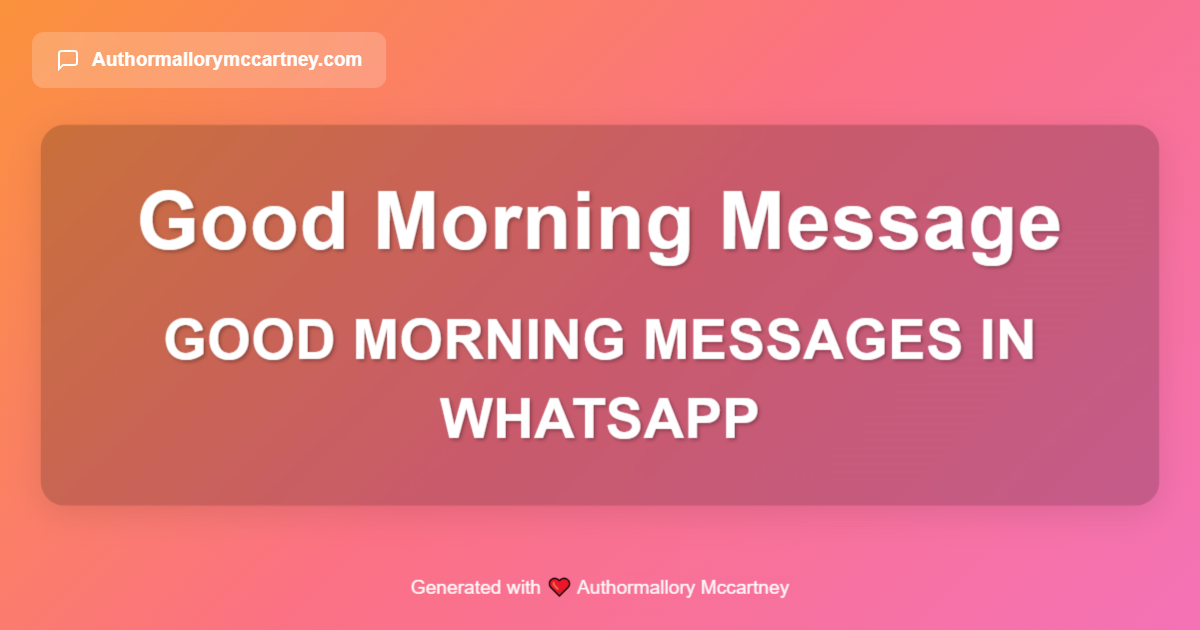 Authormallorymccartney.com
Good Morning Message
GOOD MORNING MESSAGES IN
WHATSAPP
Generated with ❤️ Authormallory Mccartney